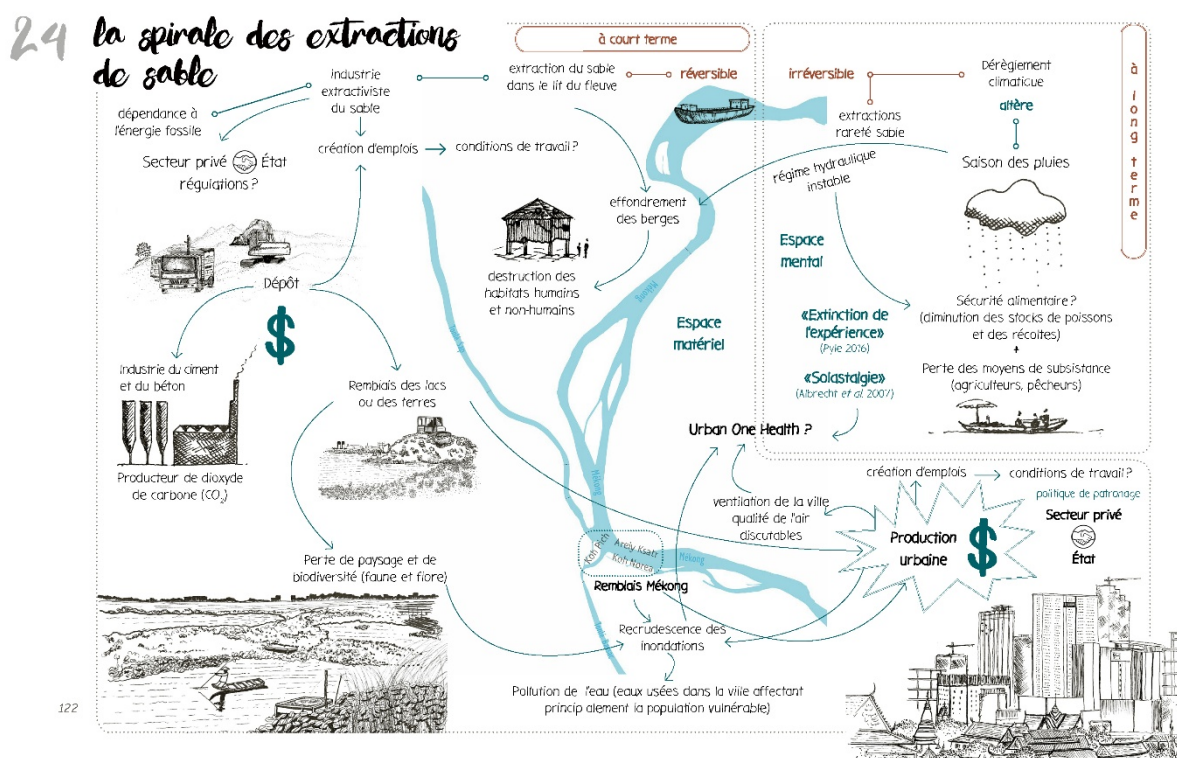 24
la spirale des extractions
de sable
à court terme
à long terme
industrie
extractiviste
du sable
extraction du sable
dans le lit du fleuve
réversible
irréversible
Dérèglement
climatique
altère
dépendance à
l'énergie fossile
extractions
rareté sable
Secteur privé
État
régulations ?
création d'emplois
conditions de travail ?
Saison des pluies
régime hydraulique
instable
effondrement
des berges
Espace
mental
destruction des
habitats humains
et non-humains
Dépôt
$
Sécurité alimentaire ?
(diminution des stocks de poissons
et des récoltes)
+
Perte des moyens de subsistance
(agriculteurs, pêcheurs)
«Extinction de
l'expérience»
(Pyle 2016)
Espace
matériel
«Solastalgie»
(Albrecht et al. 2007)
Industrie du ciment
et du béton
Remblais des lacs
ou des terres
Urban One Health ?
Producteur de dioxyde
de carbone (CO₂)
création d'emplois
conditions de travail ?
politique de patronage
Secteur privé
État
ventilation de la ville
qualité de l'air
discutables
Production
urbaine
$
Mékong
Koh Pich
Areiy Ksatr
Koh Norea
Mékong
Remblais Mékong
Perte de paysage et de
biodiversité (faune et flore)
Recrudescence des
inondations
Pollution de l'eau (eaux usées dans la ville affectant
principalement la population vulnérable)
122